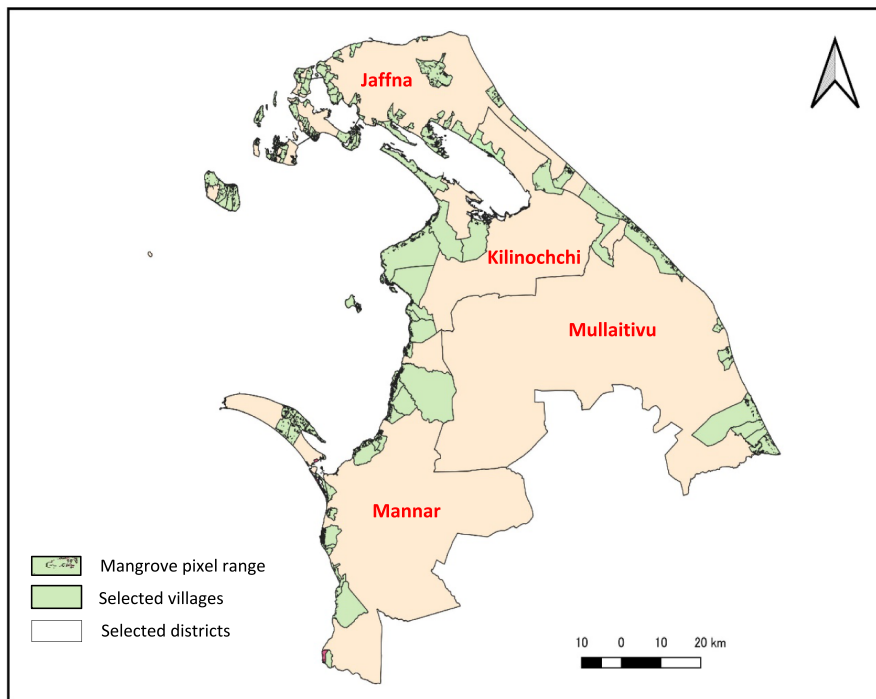 Jaffna
Kilinochchi
Mullaitivu
Mannar
Mangrove pixel range
Selected villages
Selected districts
10 0 10 20 km